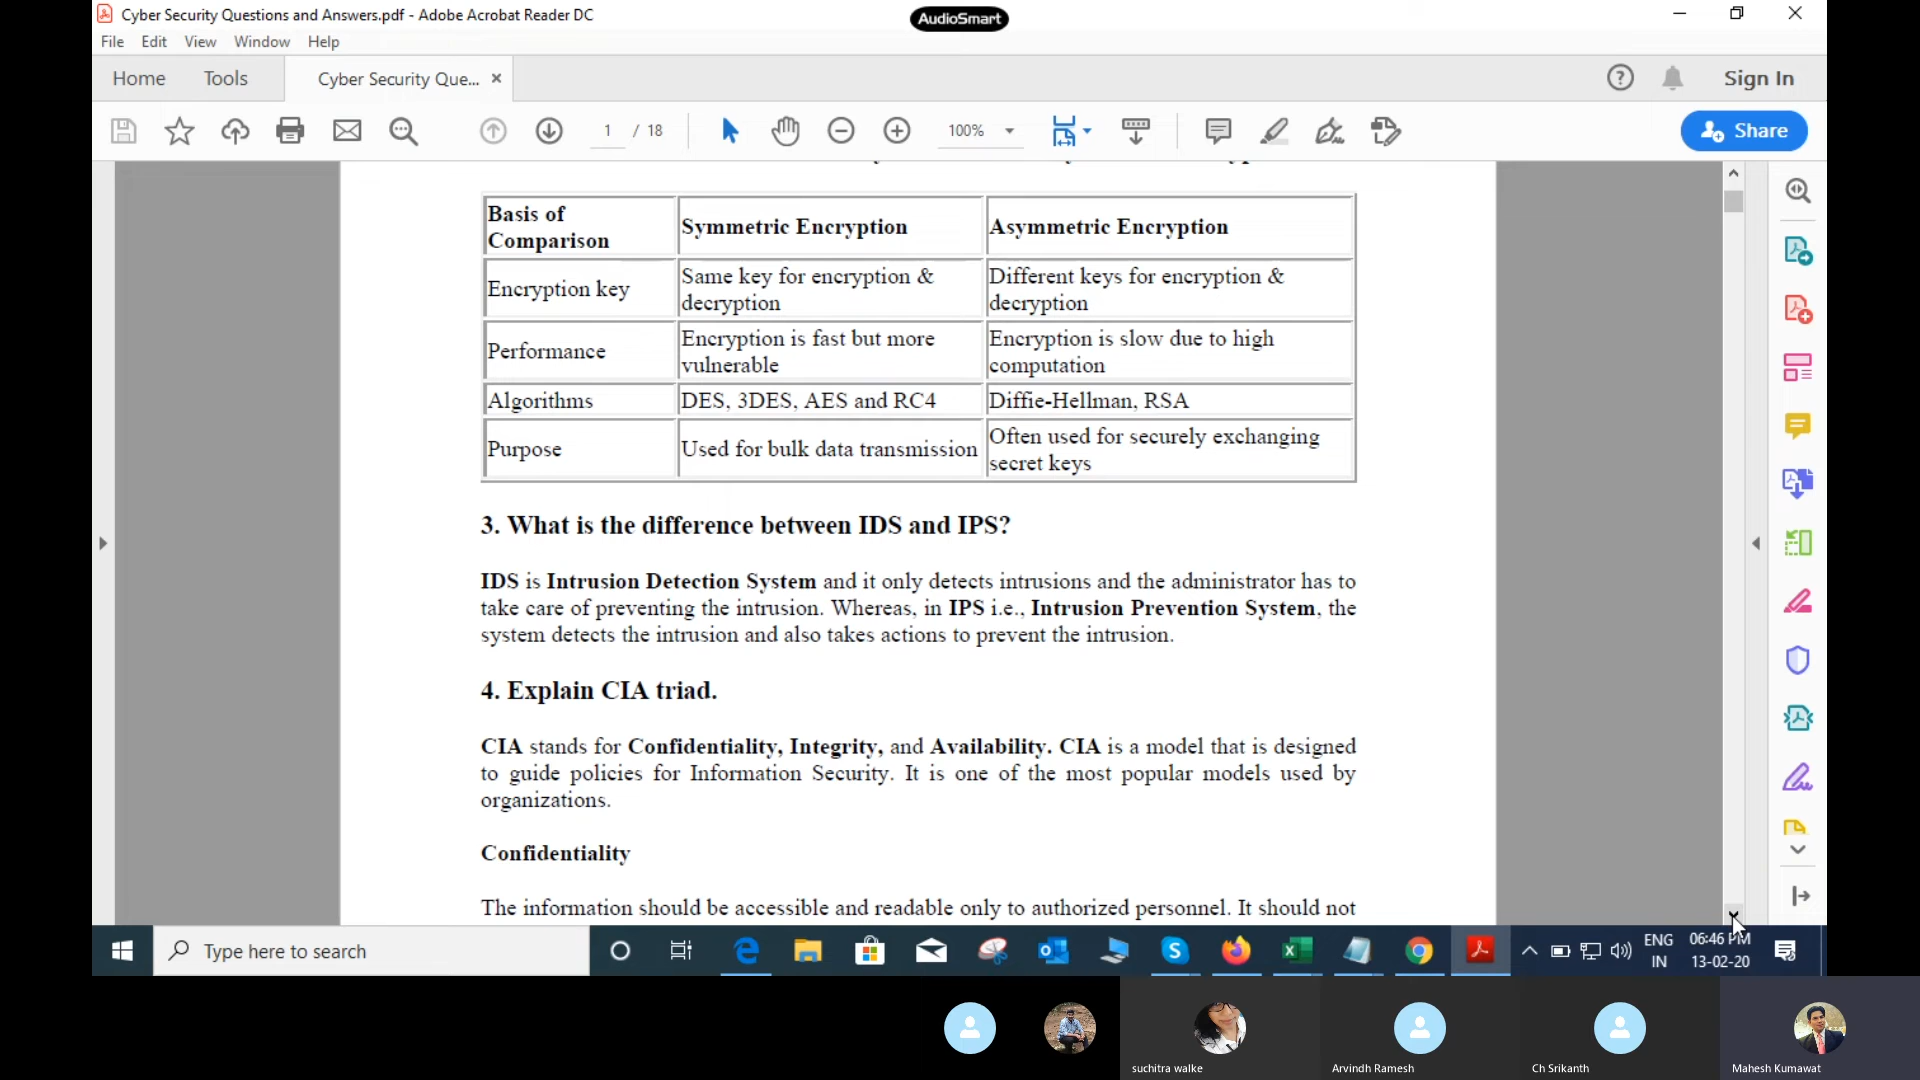 Cyber Security Questions and Answers.pdf - Adobe Acrobat Reader DC
AudioSmart
File Edit View Window Help
Home Tools Cyber Security Que... Sign In
1 / 18 100% Share
Basis of
Comparison
Symmetric Encryption
Asymmetric Encryption
Encryption key
Same key for encryption &
decryption
Different keys for encryption &
decryption
Performance
Encryption is fast but more
vulnerable
Encryption is slow due to high
computation
Algorithms
DES, 3DES, AES and RC4
Diffie-Hellman, RSA
Purpose
Used for bulk data transmission
Often used for securely exchanging
secret keys
3. What is the difference between IDS and IPS?
IDS is Intrusion Detection System and it only detects intrusions and the administrator has to
take care of preventing the intrusion. Whereas, in IPS i.e., Intrusion Prevention System, the
system detects the intrusion and also takes actions to prevent the intrusion.
4. Explain CIA triad.
CIA stands for Confidentiality, Integrity, and Availability. CIA is a model that is designed
to guide policies for Information Security. It is one of the most popular models used by
organizations.
Confidentiality
The information should be accessible and readable only to authorized personnel. It should not
Type here to search
ENG
IN
06:46 PM
13-02-20
suchitra walke
Arvindh Ramesh
Ch Srikanth
Mahesh Kumawat